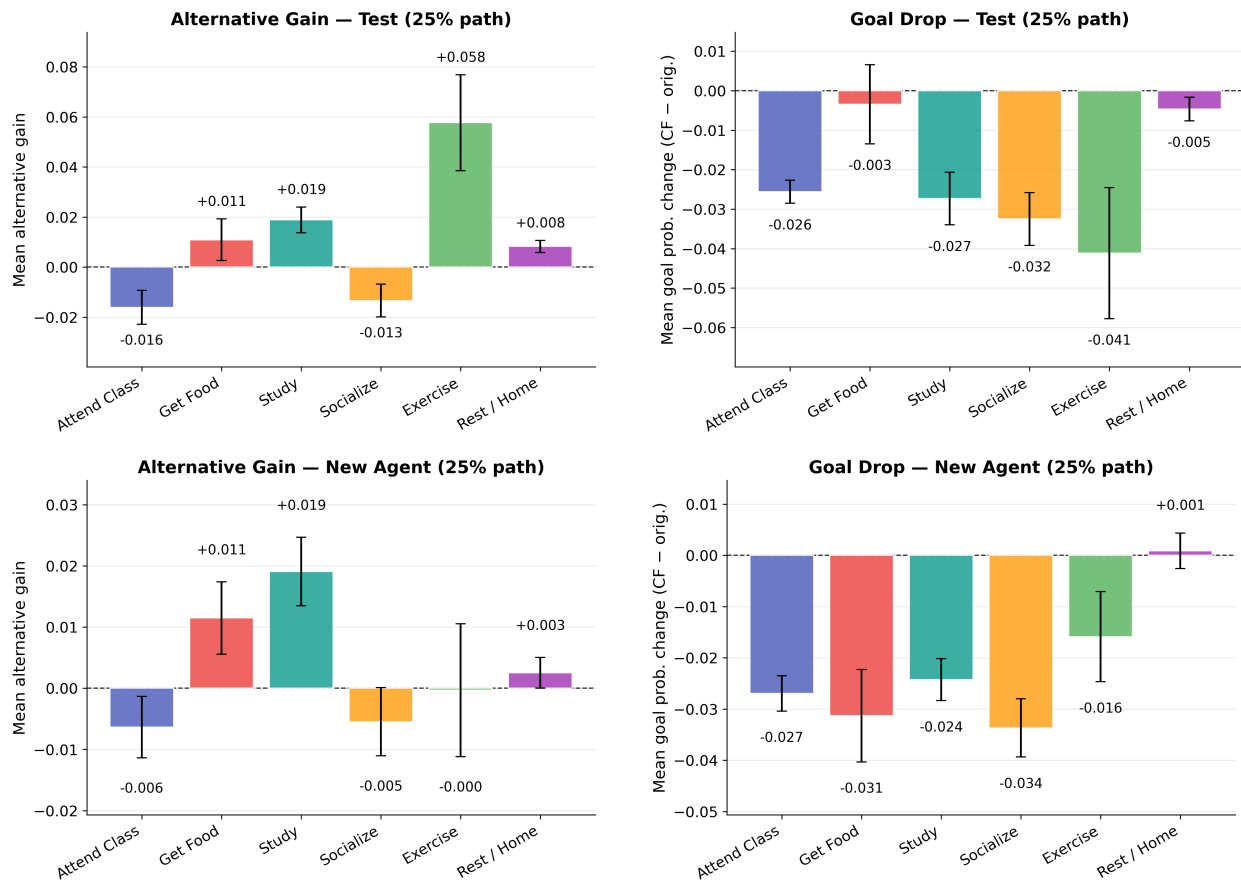 Alternative Gain — Test (25% path)
Mean alternative gain
0.08
0.06
0.04
0.02
0.00
−0.02
-0.016
+0.011
+0.019
-0.013
+0.058
+0.008
Attend Class
Get Food
Study
Socialize
Exercise
Rest / Home
Goal Drop — Test (25% path)
Mean goal prob. change (CF − orig.)
0.01
0.00
−0.01
−0.02
−0.03
−0.04
−0.05
−0.06
-0.026
-0.003
-0.027
-0.032
-0.041
-0.005
Attend Class
Get Food
Study
Socialize
Exercise
Rest / Home
Alternative Gain — New Agent (25% path)
Mean alternative gain
0.03
0.02
0.01
0.00
−0.01
−0.02
-0.006
+0.011
+0.019
-0.005
-0.000
+0.003
Attend Class
Get Food
Study
Socialize
Exercise
Rest / Home
Goal Drop — New Agent (25% path)
Mean goal prob. change (CF − orig.)
0.01
0.00
−0.01
−0.02
−0.03
−0.04
−0.05
-0.027
-0.031
-0.024
-0.034
-0.016
+0.001
Attend Class
Get Food
Study
Socialize
Exercise
Rest / Home